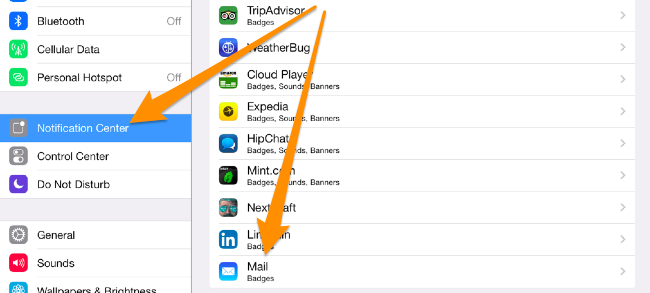 Bluetooth Off
Cellular Data
Personal Hotspot Off
Notification Center
Control Center
Do Not Disturb
General
Sounds
Wallpapers & Brightness
TripAdvisor
Badges
WeatherBug
Cloud Player
Badges, Sounds, Banners
Expedia
Badges, Sounds, Banners
HipChat
Badges, Sounds, Banners
Mint.com
Badges, Sounds, Banners
Next Draft
LinkedIn
Badges
Mail
Badges